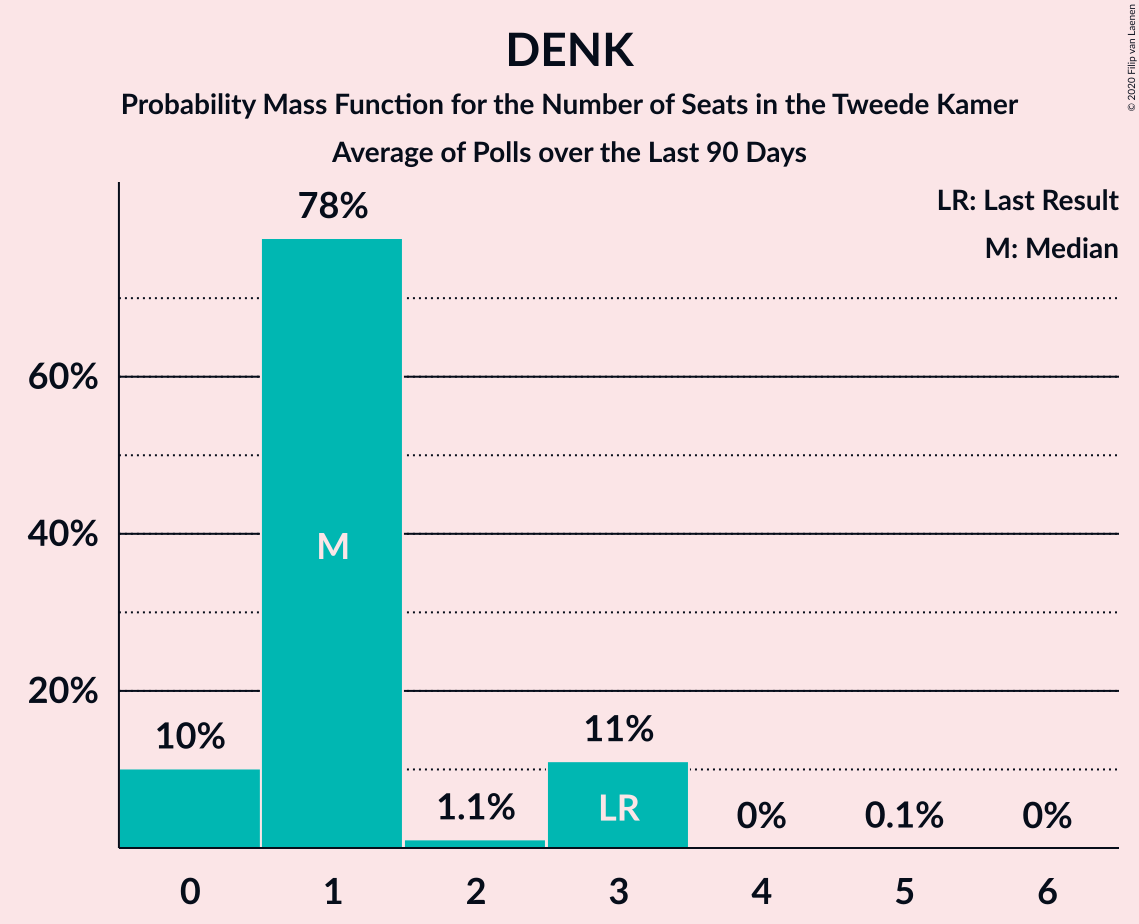 DENK
Probability Mass Function for the Number of Seats in the Tweede Kamer
Average of Polls over the Last 90 Days
© 2020 Filip van Laenen
LR: Last Result
M: Median
78%
60%
40%
20%
M
10%
1.1%
11%
LR
0%
0.1%
0%
0 1 2 3 4 5 6